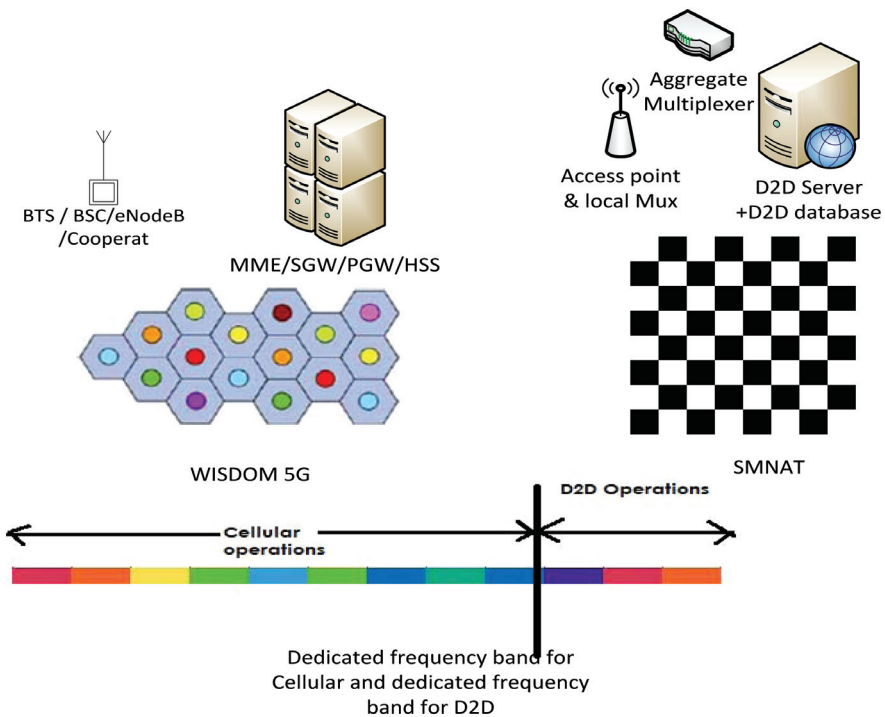 Aggregate
Multiplexer
Access point
& local Mux
D2D Server
+D2D database
BTS / BSC/eNodeB
/Cooperat
MME/SGW/PGW/HSS
WISDOM 5G
SMNAT
D2D Operations
Cellular
operations
Dedicated frequency band for
Cellular and dedicated frequency
band for D2D